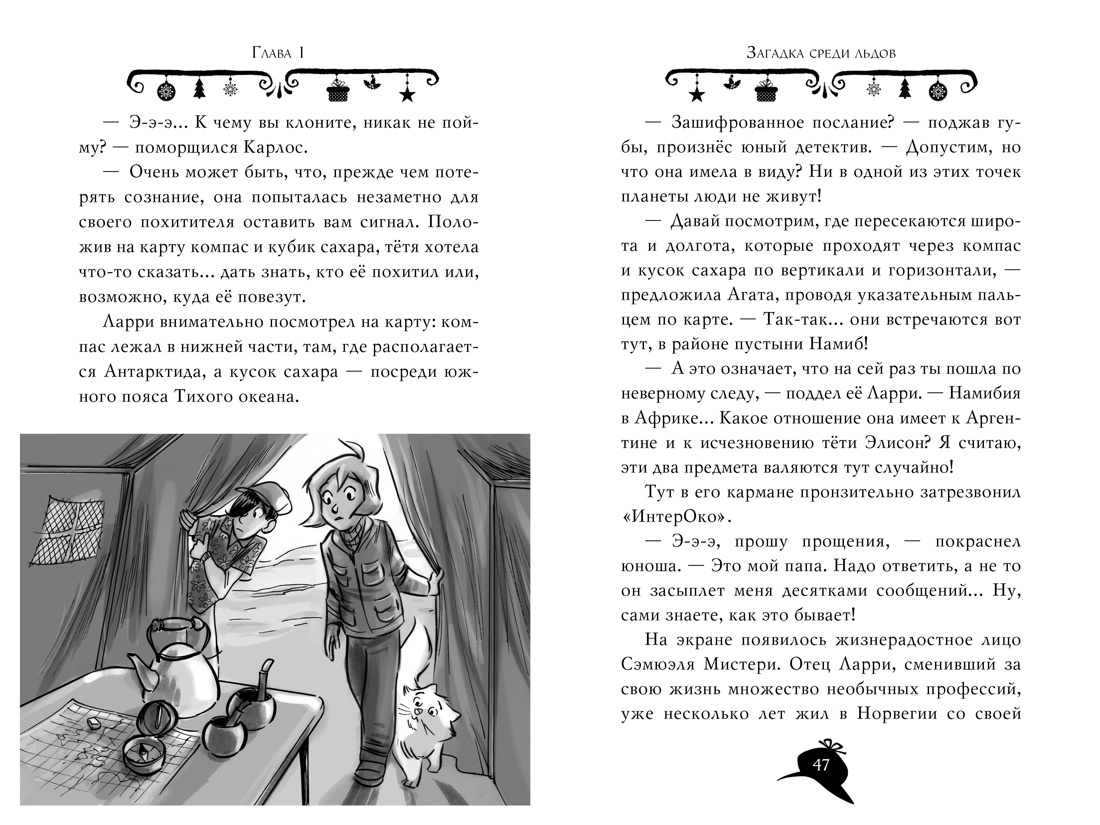 Глава 1
— Э-э-э... К чему вы клоните, никак не пой-
му? — поморщился Карлос.
— Очень может быть, что, прежде чем поте-
рять сознание, она попыталась незаметно для
своего похитителя оставить вам сигнал. Поло-
жив на карту компас и кубик сахара, тётя хотела
что-то сказать... дать знать, кто её похитил или,
возможно, куда её повезут.
Ларри внимательно посмотрел на карту: ком-
пас лежал в нижней части, там, где располагает-
ся Антарктида, а кусок сахара — посреди юж-
ного пояса Тихого океана.
Загадка среди льдов
— Зашифрованное послание? — поджав гу-
бы, произнёс юный детектив. — Допустим, но
что она имела в виду? Ни в одной из этих точек
планеты люди не живут!
— Давай посмотрим, где пересекаются широ-
та и долгота, которые проходят через компас
и кусок сахара по вертикали и горизонтали, —
предложила Агата, проводя указательным паль-
цем по карте. — Так-так... они встречаются вот
тут, в районе пустыни Намиб!
— А это означает, что на сей раз ты пошла по
неверному следу, — поддел её Ларри. — Намибия
в Африке... Какое отношение она имеет к Арген-
тине и к исчезновению тёти Элисон? Я считаю,
эти два предмета валяются тут случайно!
Тут в его кармане пронзительно затрезвонил
«ИнтерОко».
— Э-э-э, прошу прощения, — покраснел
юноша. — Это мой папа. Надо ответить, а не то
он засыплет меня десятками сообщений... Ну,
сами знаете, как это бывает!
На экране появилось жизнерадостное лицо
Сэмюэля Мистери. Отец Ларри, сменивший за
свою жизнь множество необычных профессий,
уже несколько лет жил в Норвегии со своей
47